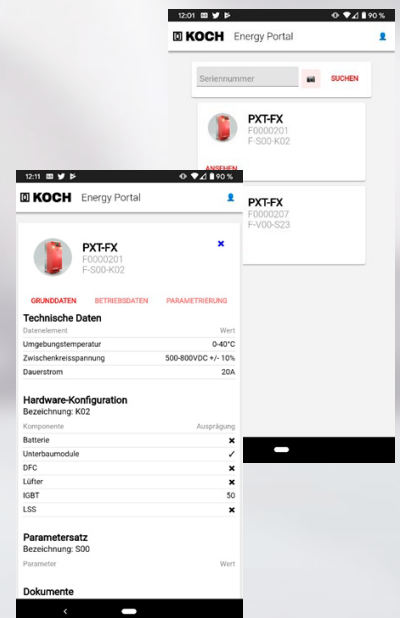 12:01 90 %
KOCH Energy Portal
Seriennummer SUCHEN
PXT-FX
F0000201
F-S00-K02
ANSEHEN
PXT-FX
F0000207
F-V00-S23
12:11 90 %
KOCH Energy Portal
PXT-FX
F0000201
F-S00-K02
GRUNDDATEN BETRIEBSDATEN PARAMETRIERUNG
Technische Daten
Datenelement Wert
Umgebungstemperatur 0-40°C
Zwischenkreisspannung 500-800VDC +/- 10%
Dauerstrom 20A
Hardware-Konfiguration
Bezeichnung: K02
Komponente Ausprägung
Batterie ✖
Unterbaumodule ✓
DFC ✖
Lüfter ✖
IGBT 50
LSS ✖
Parametersatz
Bezeichnung: S00
Parameter Wert
Dokumente